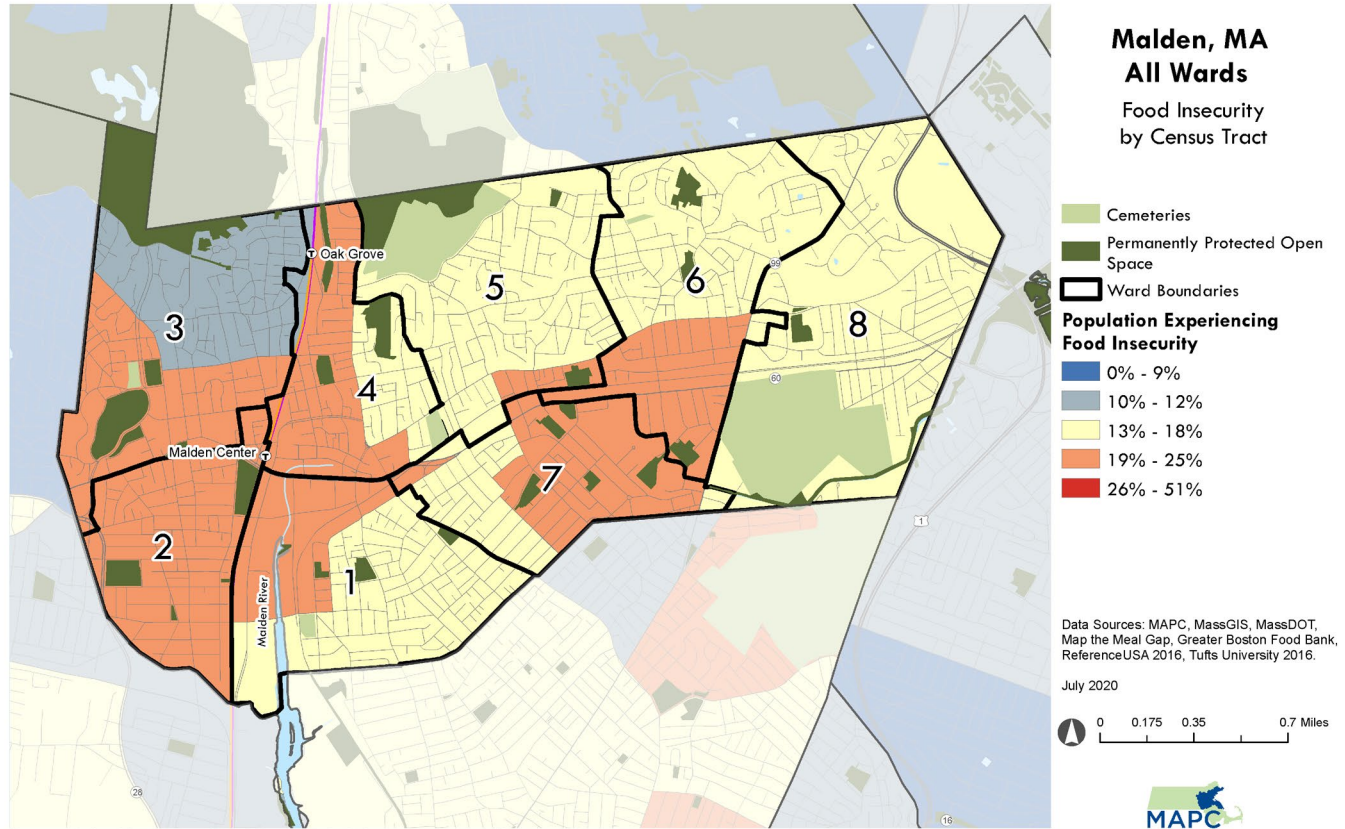 Malden, MA
All Wards
Food Insecurity
by Census Tract
Cemeteries
Permanently Protected Open
Space
Ward Boundaries
Population Experiencing
Food Insecurity
0% - 9%
10% - 12%
13% - 18%
19% - 25%
26% - 51%
Data Sources: MAPC, MassGIS, MassDOT,
Map the Meal Gap, Greater Boston Food Bank,
ReferenceUSA 2016, Tufts University 2016.
July 2020
0 0.175 0.35 0.7 Miles
MAPC
T Oak Grove
99
5
6
3
8
60
4
Malden Center T
7
1
2
1
Malden River
28
16